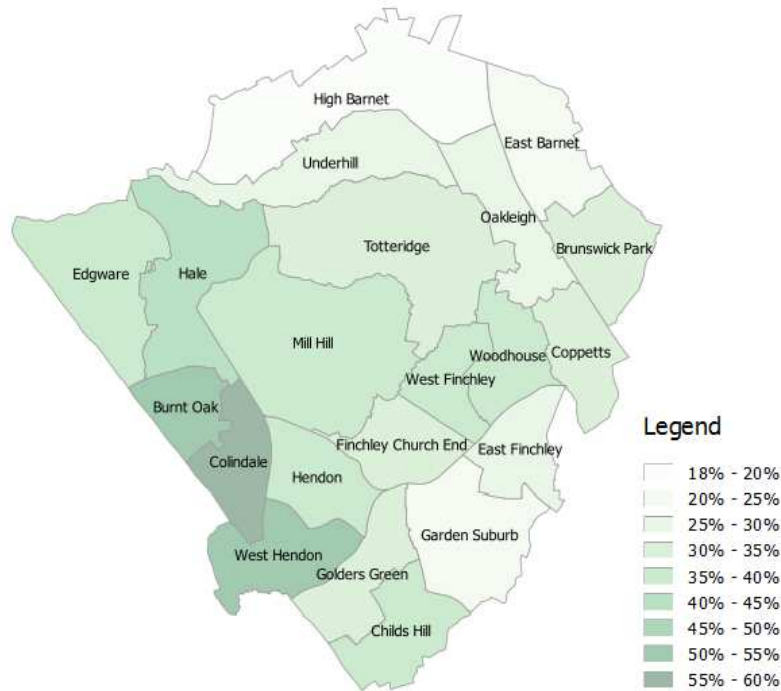 High Barnet
East Barnet
Underhill
Oakleigh
Totteridge
Brunswick Park
Edgware
Hale
Mill Hill
Woodhouse
Coppetts
West Finchley
Burnt Oak
Finchley Church End
East Finchley
Colindale
Hendon
Garden Suburb
West Hendon
Golders Green
Childs Hill
Legend
18% - 20%
20% - 25%
25% - 30%
30% - 35%
35% - 40%
40% - 45%
45% - 50%
50% - 55%
55% - 60%